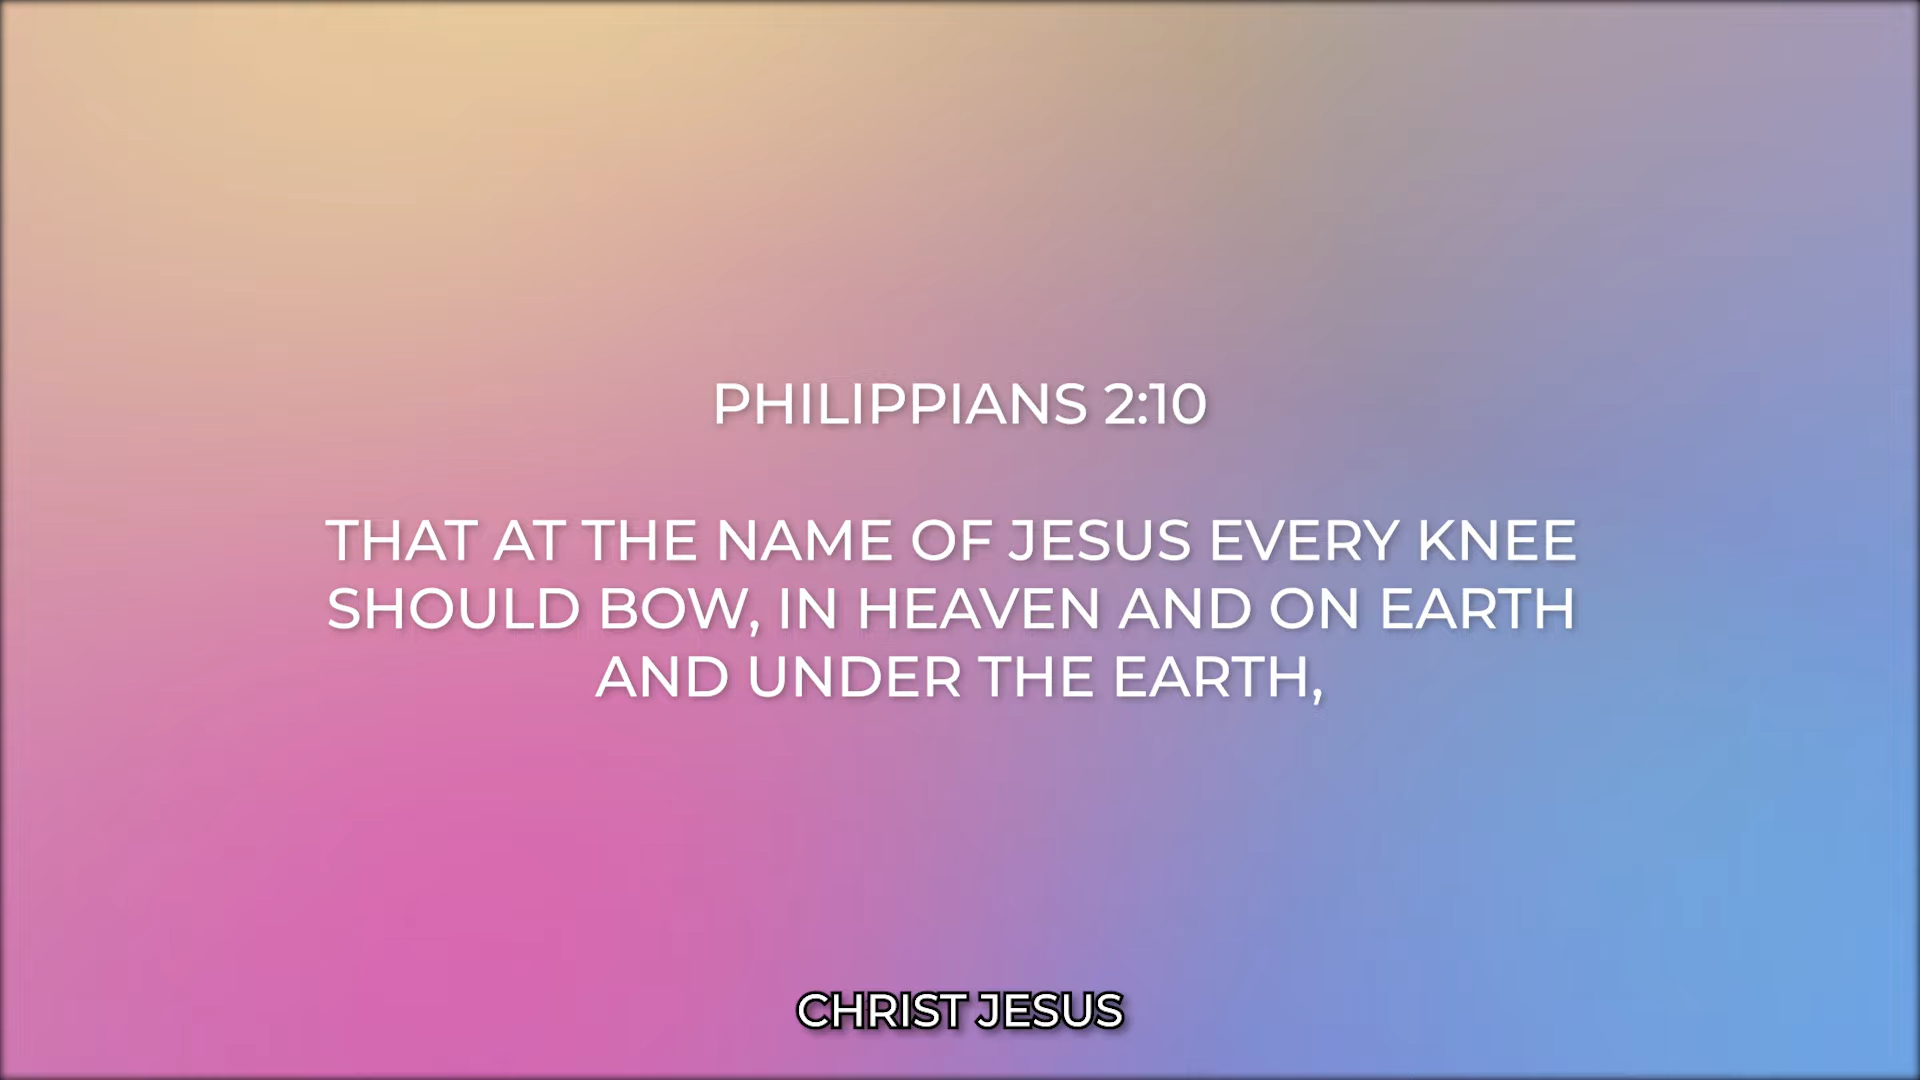 PHILIPPIANS 2:10
THAT AT THE NAME OF JESUS EVERY KNEE
SHOULD BOW, IN HEAVEN AND ON EARTH
AND UNDER THE EARTH,
CHRIST JESUS